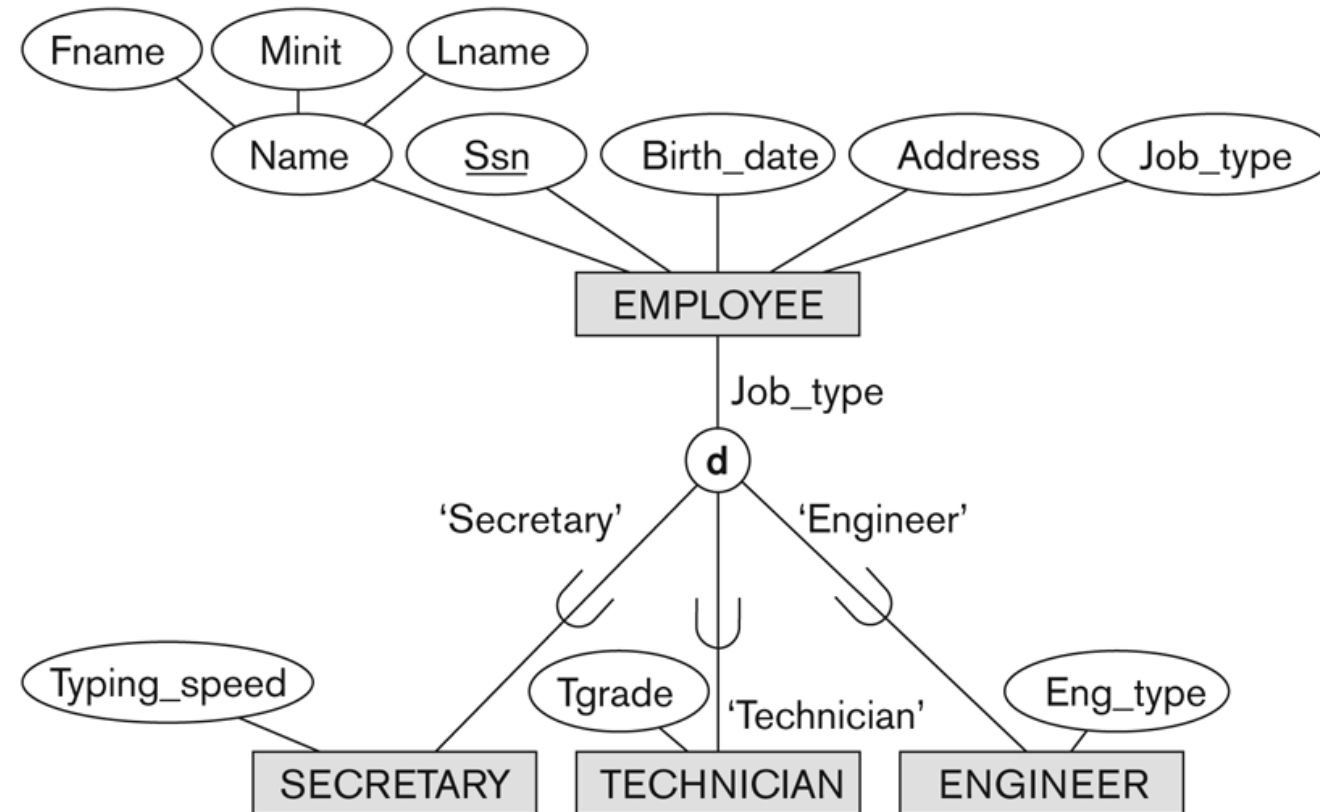 Fname Minit Lname
Name Ssn Birth_date Address Job_type
EMPLOYEE
Job_type
d
‘Secretary’ ‘Engineer’
Typing_speed Tgrade Eng_type
‘Technician’
SECRETARY TECHNICIAN ENGINEER